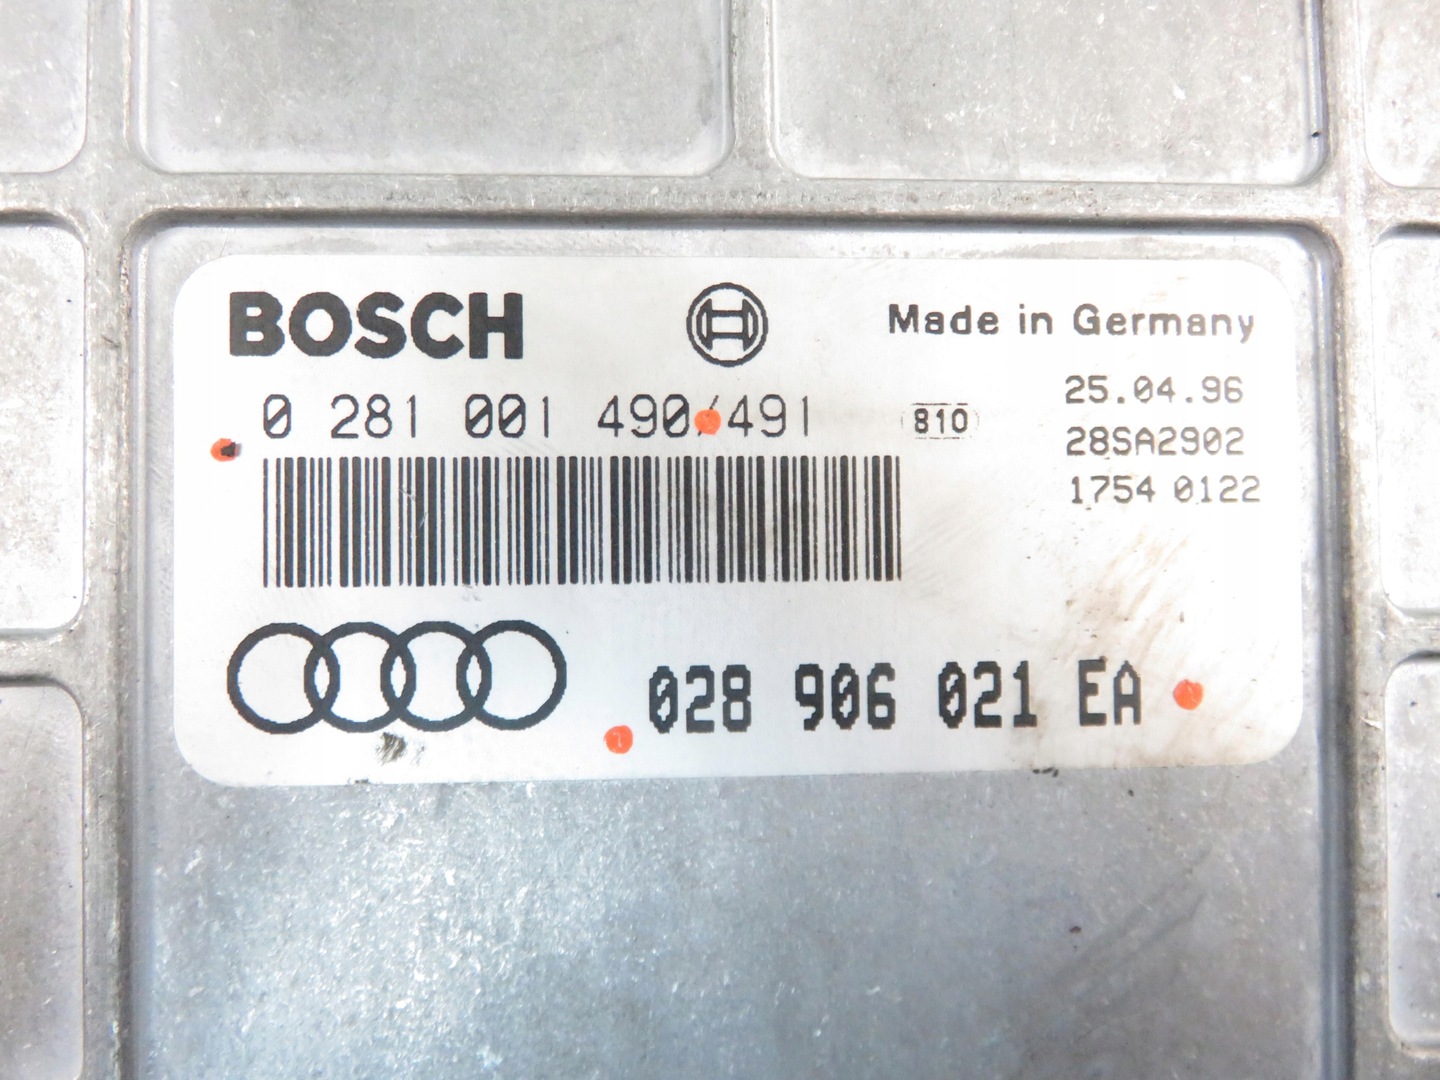 BOSCH
Made in Germany
0 281 001 490/491
810
25.04.96
28SA2902
1754 0122
028 906 021 EA